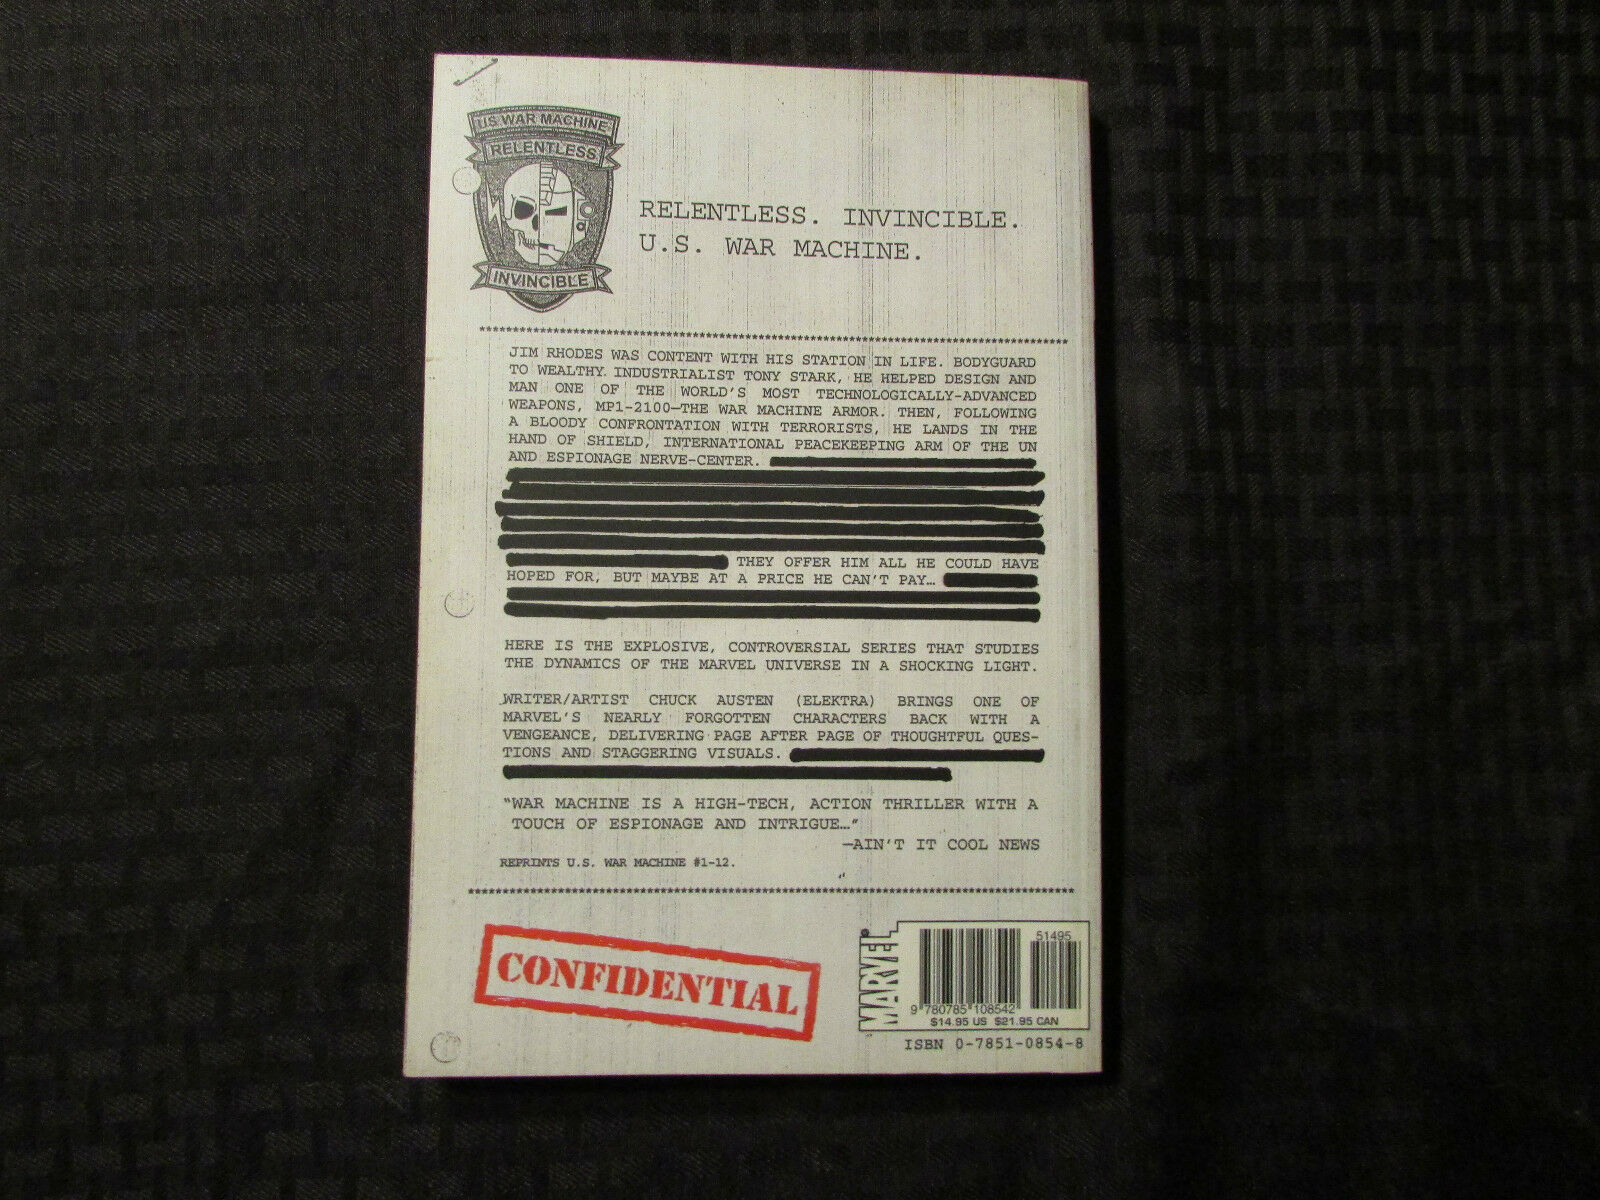 US WAR MACHINE
RELENTLESS
INVINCIBLE
RELENTLESS. INVINCIBLE.
U.S. WAR MACHINE.
JIM RHODES WAS CONTENT WITH HIS STATION IN LIFE. BODYGUARD
TO WEALTHY INDUSTRIALIST TONY STARK, HE HELPED DESIGN AND
MAN ONE OF THE WORLD'S MOST TECHNOLOGICALLY-ADVANCED
WEAPONS, MP1-2100—THE WAR MACHINE ARMOR. THEN, FOLLOWING
A BLOODY CONFRONTATION WITH TERRORISTS, HE LANDS IN THE
HAND OF SHIELD, INTERNATIONAL PEACEKEEPING ARM OF THE UN
AND ESPIONAGE NERVE-CENTER.
THEY OFFER HIM ALL HE COULD HAVE
HOPED FOR, BUT MAYBE AT A PRICE HE CAN'T PAY…
HERE IS THE EXPLOSIVE, CONTROVERSIAL SERIES THAT STUDIES
THE DYNAMICS OF THE MARVEL UNIVERSE IN A SHOCKING LIGHT.
WRITER/ARTIST CHUCK AUSTEN (ELEKTRA) BRINGS ONE OF
MARVEL'S NEARLY FORGOTTEN CHARACTERS BACK WITH A
VENGEANCE, DELIVERING PAGE AFTER PAGE OF THOUGHTFUL QUES-
TIONS AND STAGGERING VISUALS.
"WAR MACHINE IS A HIGH-TECH, ACTION THRILLER WITH A
TOUCH OF ESPIONAGE AND INTRIGUE…"
—AIN'T IT COOL NEWS
REPRINTS U.S. WAR MACHINE #1-12.
CONFIDENTIAL
MARVEL®
51495
9 780785 108542
$14.95 US $21.95 CAN
ISBN 0-7851-0854-8